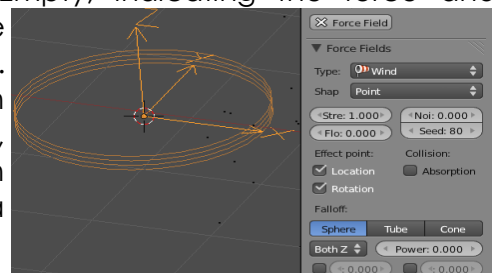 Empty, indicating the force and
Force Field
Force Fields
Type: Wind
Shap Point
Stre: 1.000 Noi: 0.000
Flo: 0.000 Seed: 80
Effect point: Collision:
Location Absorption
Rotation
Falloff:
Sphere Tube Cone
Both Z Power: 0.000
0.000 0.000